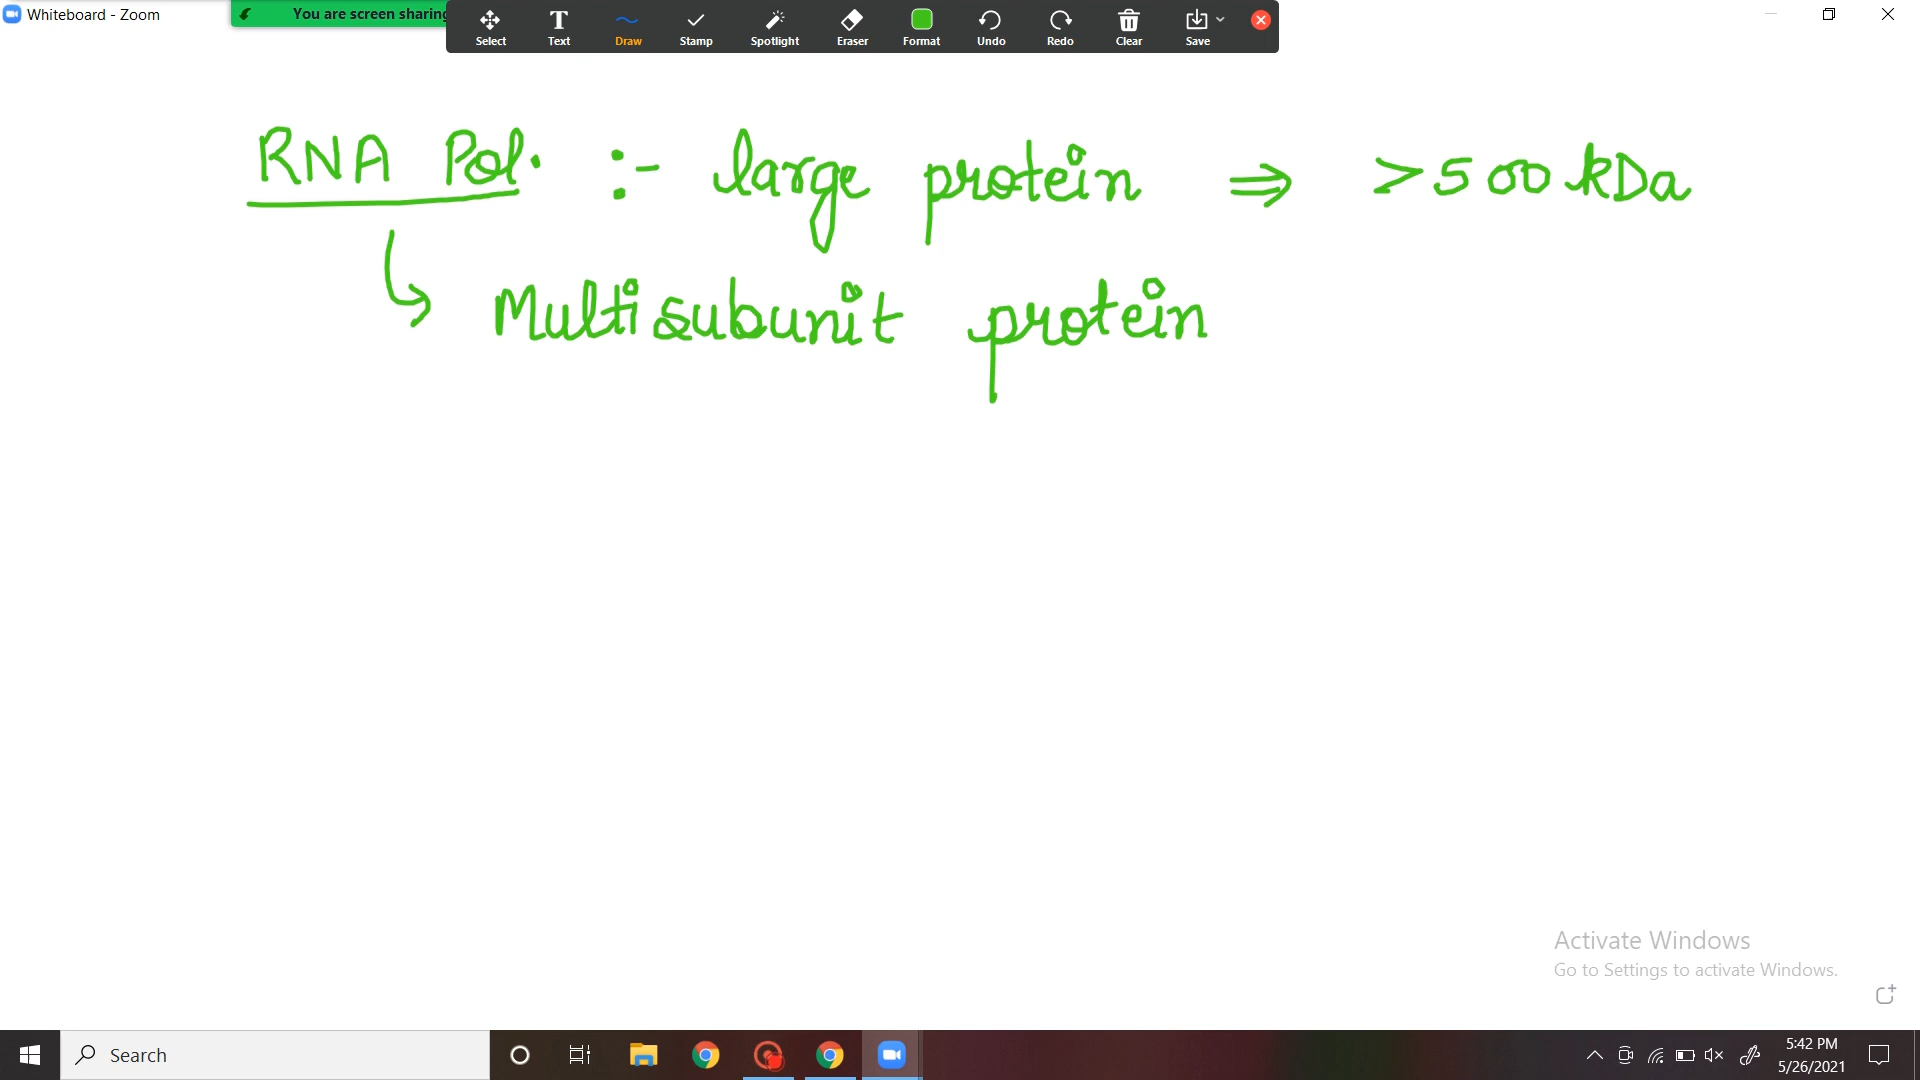 Whiteboard - Zoom
You are screen sharing
Select Text Draw Stamp Spotlight Eraser Format Undo Redo Clear Save
RNA Pol. :- large protein ⇒ >500 kDa
↳ Multisubunit protein
Activate Windows
Go to Settings to activate Windows.
Search
5:42 PM
5/26/2021